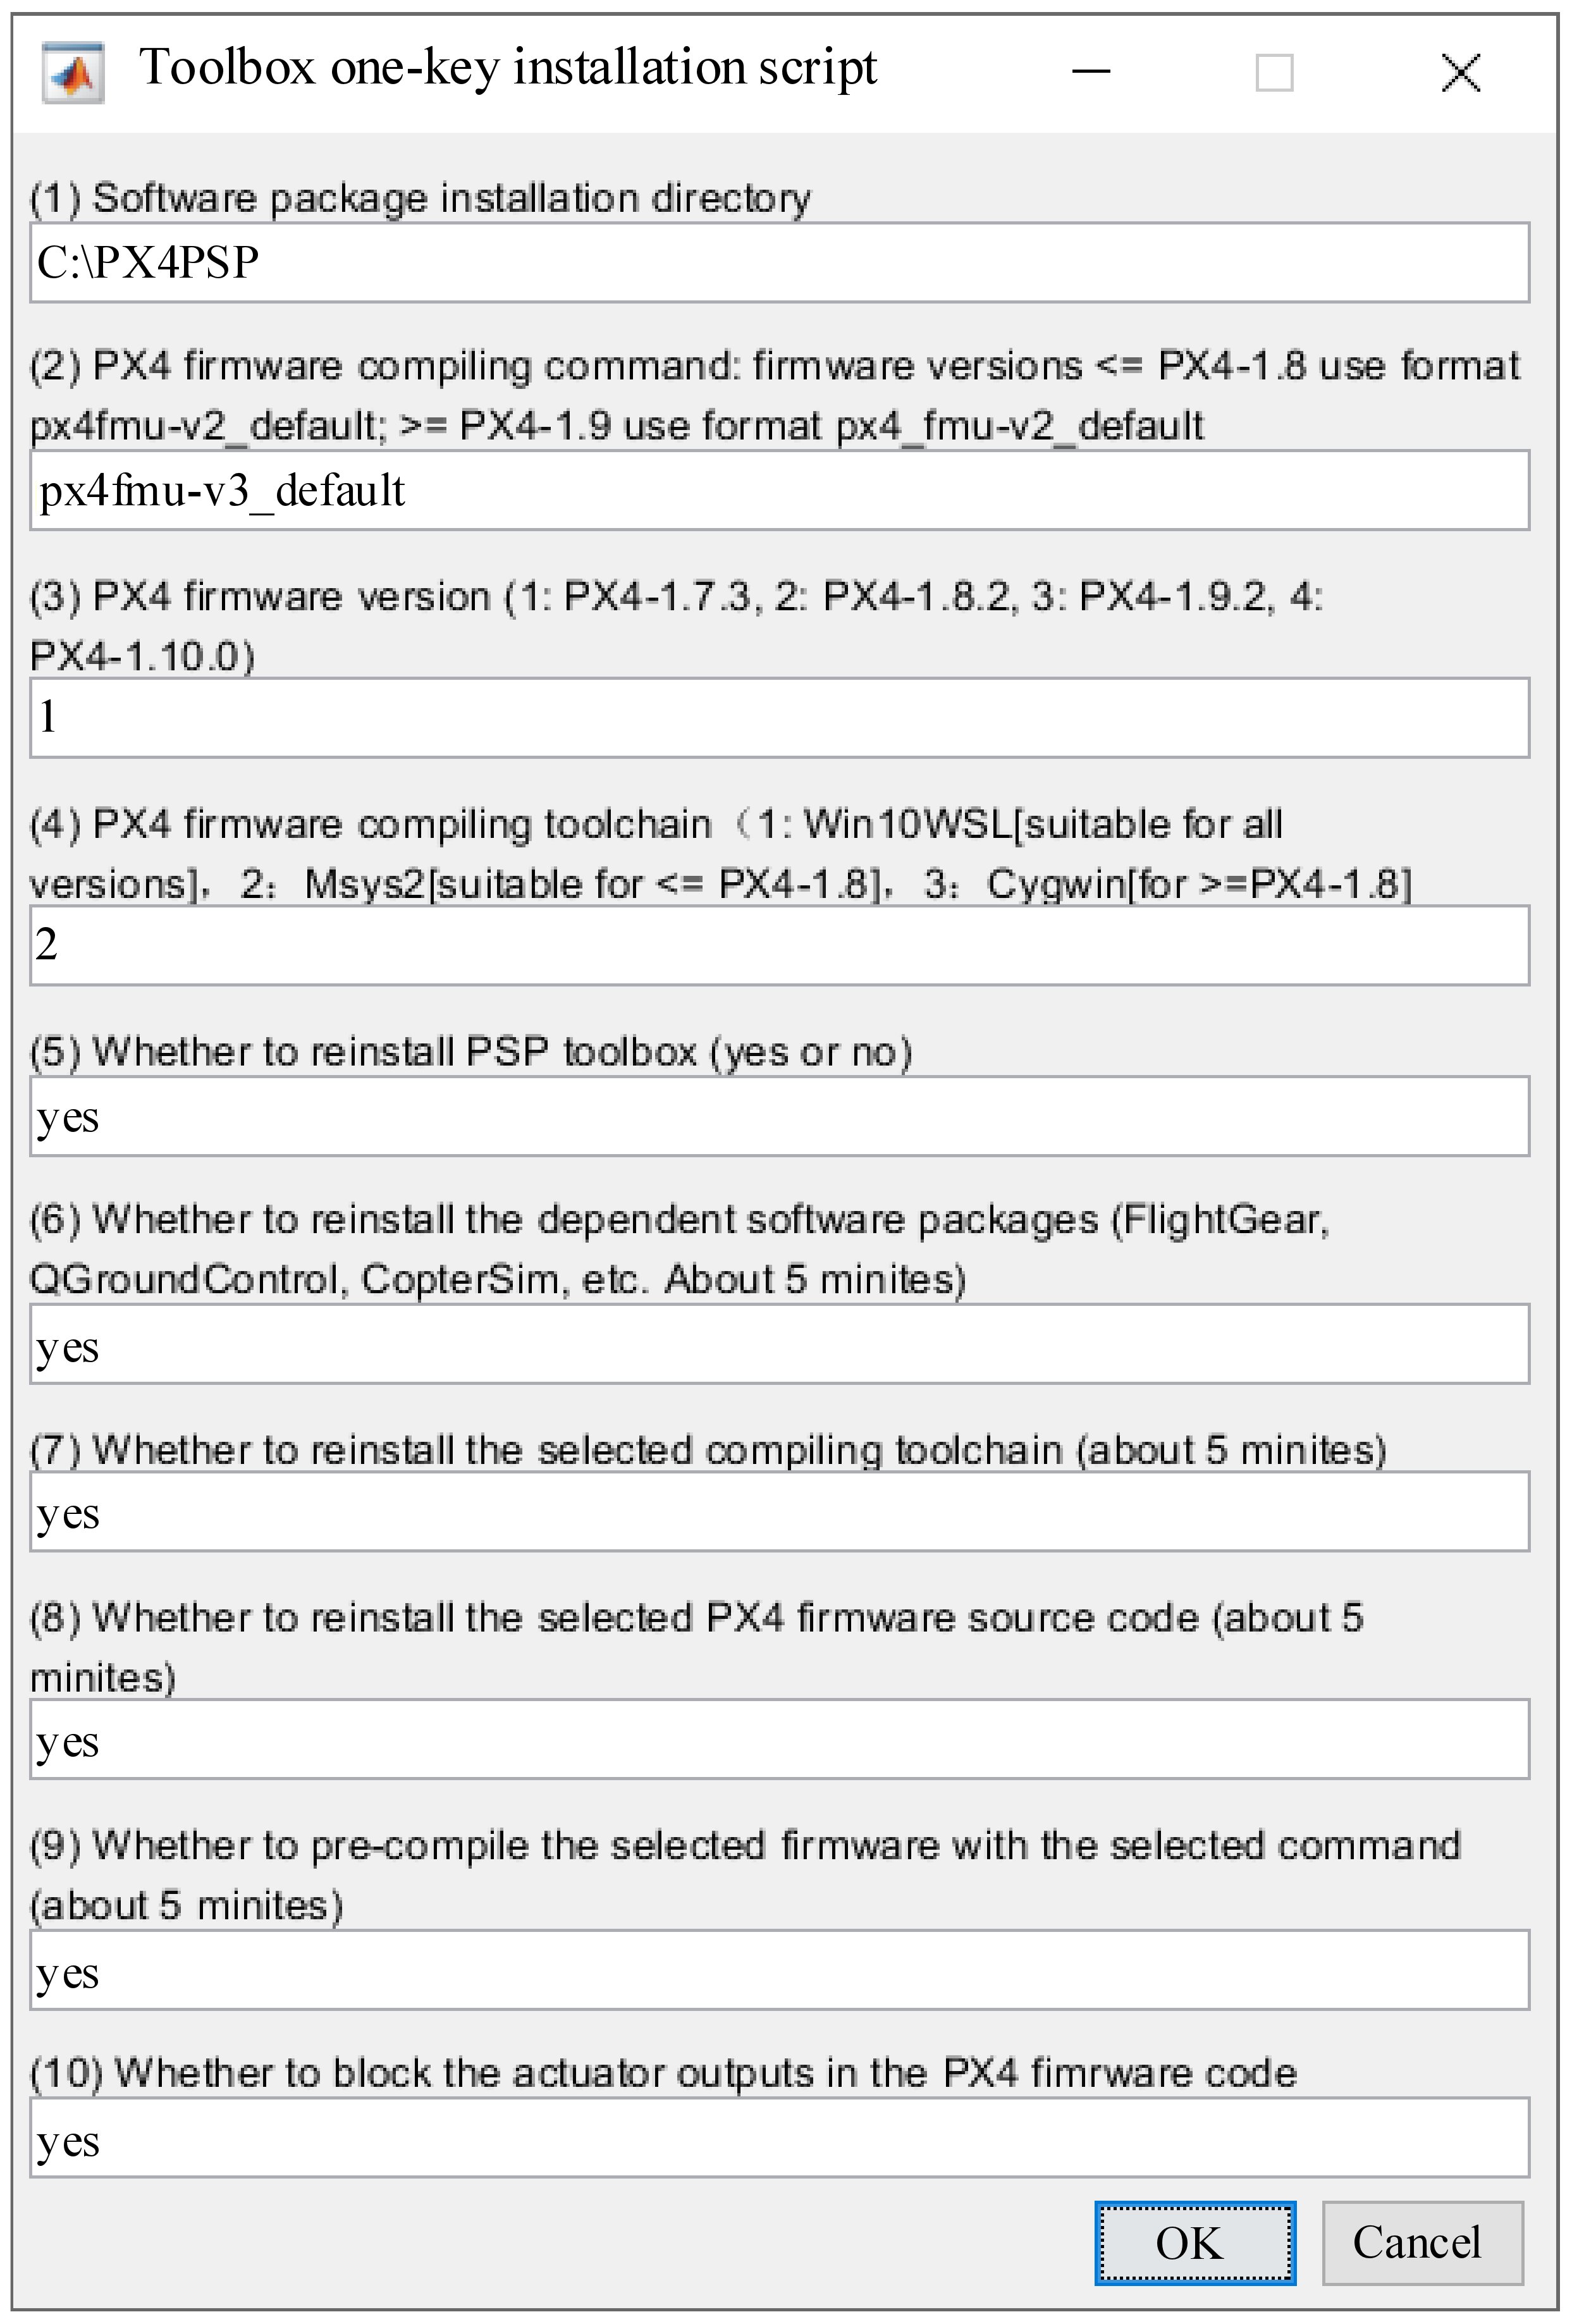 Toolbox one-key installation script
(1) Software package installation directory
C:\PX4PSP
(2) PX4 firmware compiling command: firmware versions <= PX4-1.8 use format
px4fmu-v2_default; >= PX4-1.9 use format px4_fmu-v2_default
px4fmu-v3_default
(3) PX4 firmware version (1: PX4-1.7.3, 2: PX4-1.8.2, 3: PX4-1.9.2, 4:
PX4-1.10.0)
1
(4) PX4 firmware compiling toolchain（1: Win10WSL[suitable for all
versions]，2：Msys2[suitable for <= PX4-1.8]，3：Cygwin[for >=PX4-1.8]
2
(5) Whether to reinstall PSP toolbox (yes or no)
yes
(6) Whether to reinstall the dependent software packages (FlightGear,
QGroundControl, CopterSim, etc. About 5 minites)
yes
(7) Whether to reinstall the selected compiling toolchain (about 5 minites)
yes
(8) Whether to reinstall the selected PX4 firmware source code (about 5
minites)
yes
(9) Whether to pre-compile the selected firmware with the selected command
(about 5 minites)
yes
(10) Whether to block the actuator outputs in the PX4 fimrware code
yes
OK Cancel